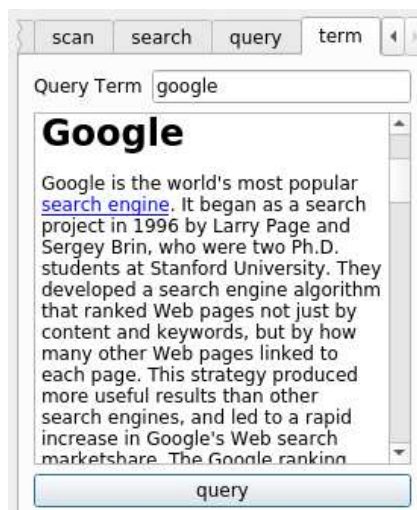 scan search query term
Query Term google
Google
Google is the world's most popular
search engine. It began as a search
project in 1996 by Larry Page and
Sergey Brin, who were two Ph.D.
students at Stanford University. They
developed a search engine algorithm
that ranked Web pages not just by
content and keywords, but by how
many other Web pages linked to
each page. This strategy produced
more useful results than other
search engines, and led to a rapid
increase in Google's Web search
marketshare. The Google ranking
query